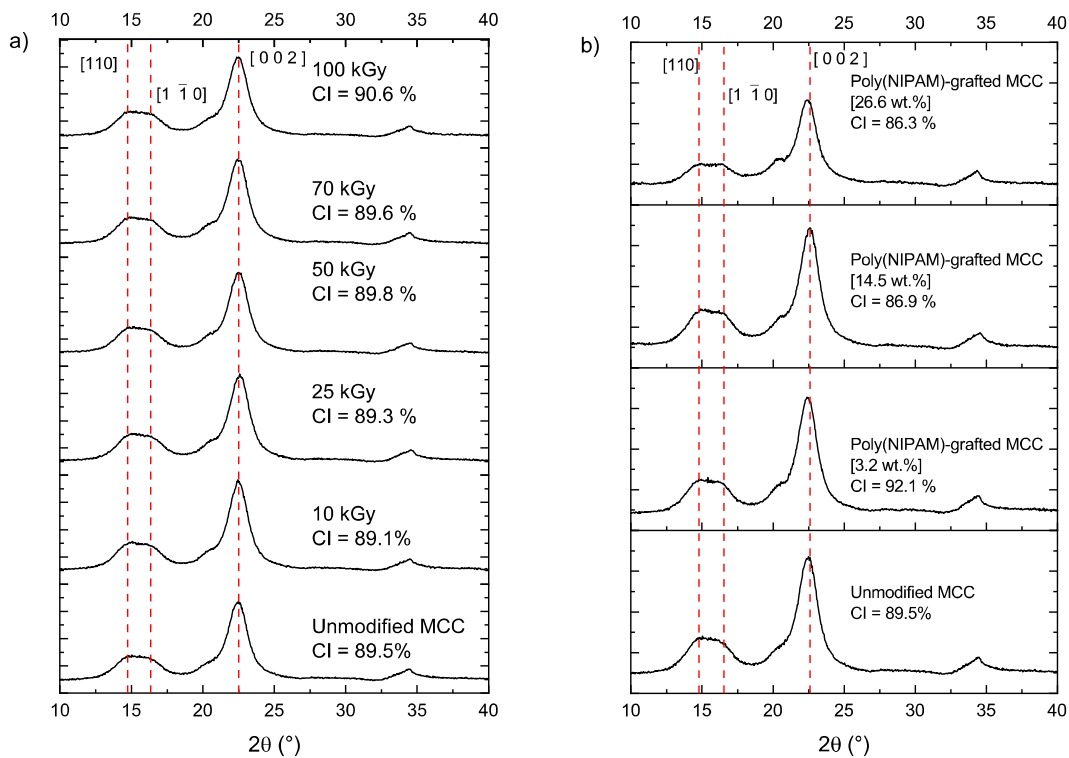 a)
10 15 20 25 30 35 40
[110]
[1 1̄ 0]
[ 0 0 2 ]
100 kGy
CI = 90.6 %
70 kGy
CI = 89.6 %
50 kGy
CI = 89.8 %
25 kGy
CI = 89.3 %
10 kGy
CI = 89.1%
Unmodified MCC
CI = 89.5%
10 15 20 25 30 35 40
2θ (°)
b)
10 15 20 25 30 35 40
[110]
[1 1̄ 0]
[ 0 0 2 ]
Poly(NIPAM)-grafted MCC
[26.6 wt.%]
CI = 86.3 %
Poly(NIPAM)-grafted MCC
[14.5 wt.%]
CI = 86.9 %
Poly(NIPAM)-grafted MCC
[3.2 wt.%]
CI = 92.1 %
Unmodified MCC
CI = 89.5%
10 15 20 25 30 35 40
2θ (°)